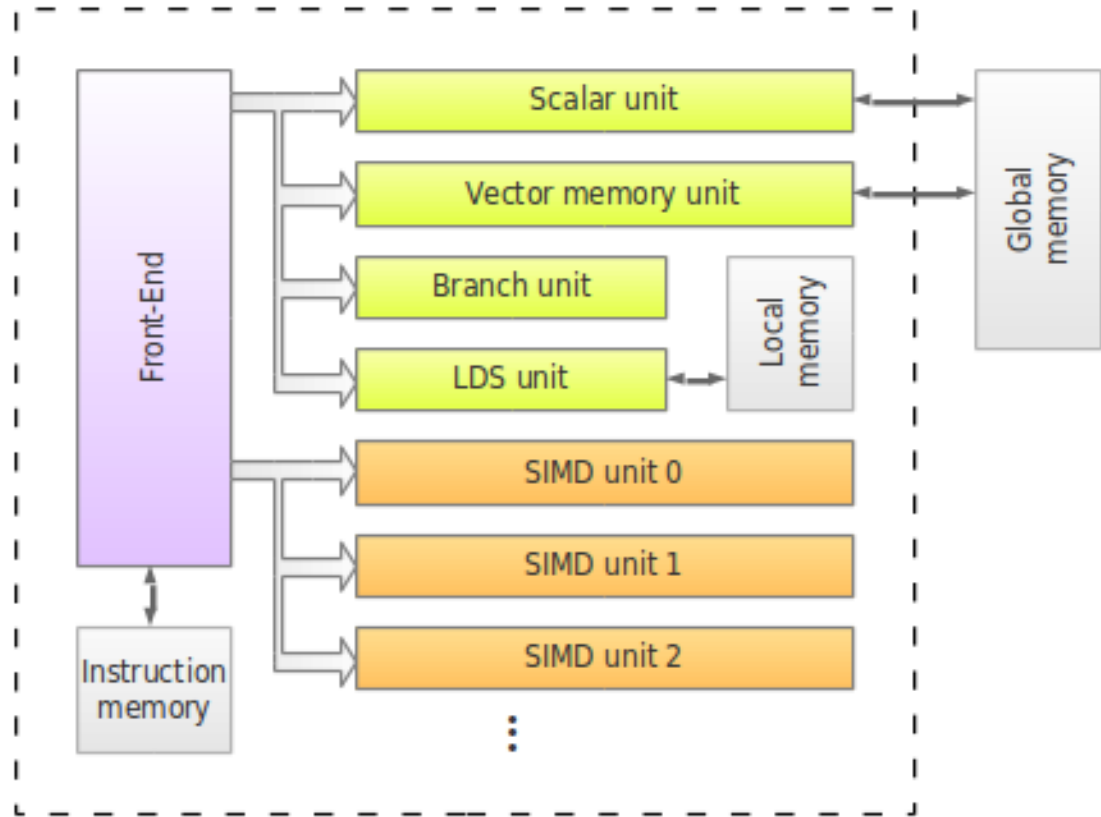 Scalar unit
Vector memory unit
Branch unit
LDS unit
SIMD unit 0
SIMD unit 1
SIMD unit 2
Front-End
Instruction
memory
Local
memory
Global
memory